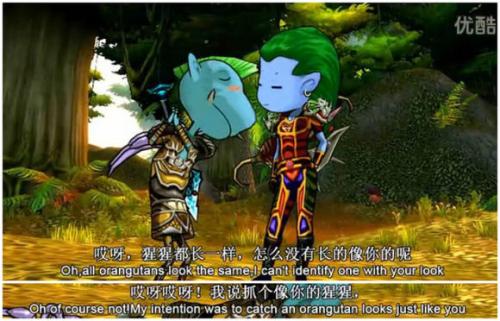 优酷
哎呀，猩猩都长一样，怎么没有长的像你的呢
Oh,all orangutans look the same,I can't identify one with your look
哎呀哎呀！我说抓个像你的猩猩，
Oh of course not!My intention was to catch an orangutan looks just like you